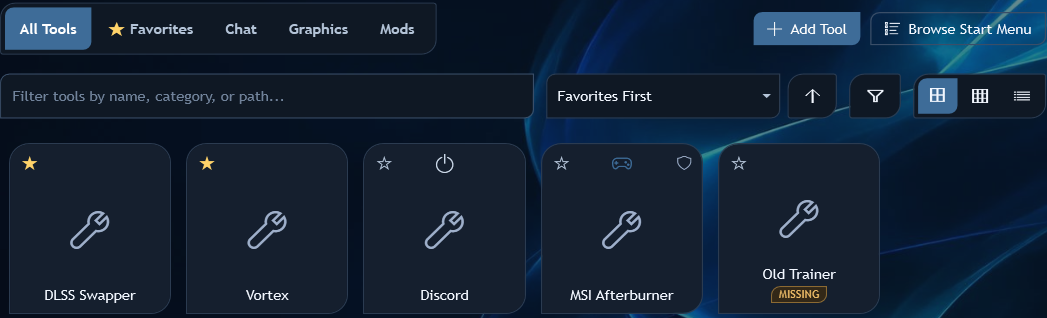 All Tools
Favorites
Chat
Graphics
Mods
Add Tool
Browse Start Menu
Filter tools by name, category, or path...
Favorites First
DLSS Swapper
Vortex
Discord
MSI Afterburner
Old Trainer
MISSING